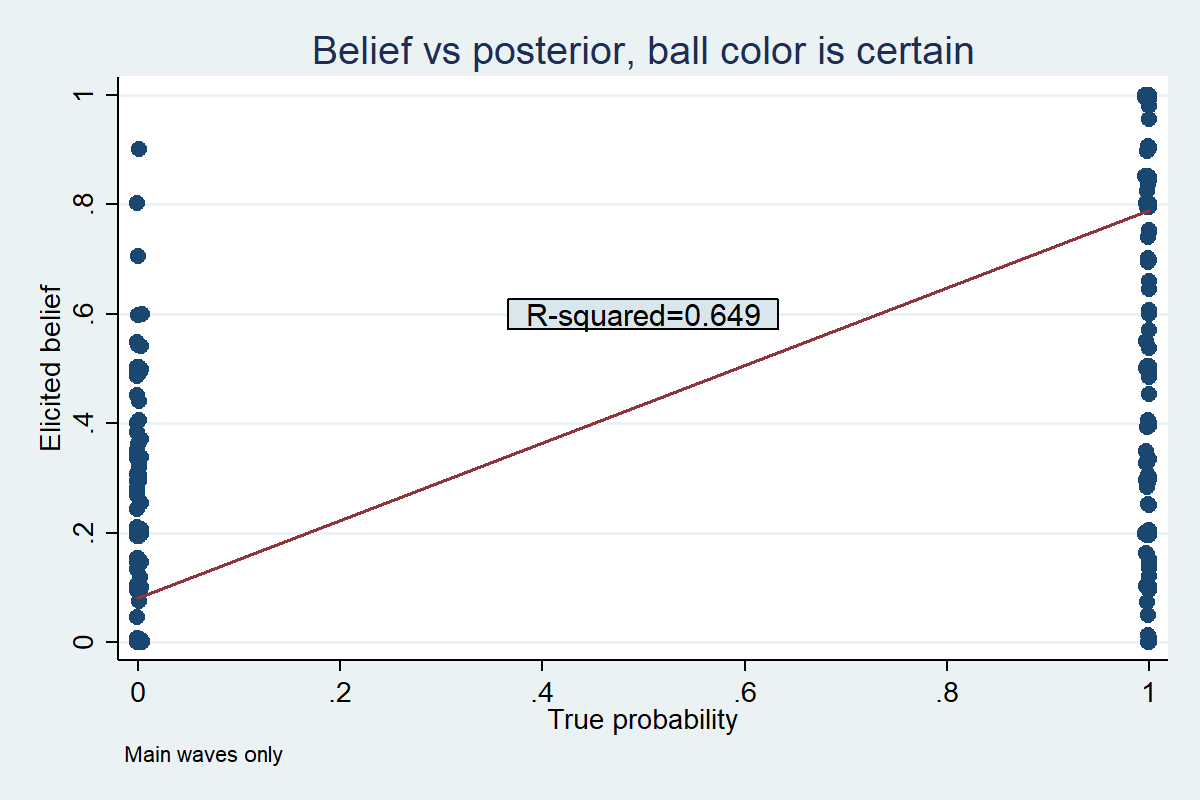 Belief vs posterior, ball color is certain
Elicited belief
1
.8
.6
.4
.2
0
R-squared=0.649
0 .2 .4 .6 .8 1
True probability
Main waves only